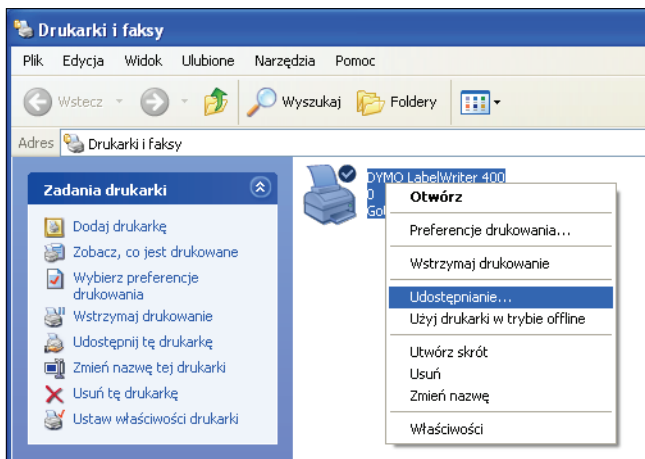 Drukarki i faksy
Plik Edycja Widok Ulubione Narzędzia Pomoc
Wstecz Wyszukaj Foldery
Adres Drukarki i faksy
Zadania drukarki
Dodaj drukarkę
Zobacz, co jest drukowane
Wybierz preferencje
drukowania
Wstrzymaj drukowanie
Udostępnij tę drukarkę
Zmień nazwę tej drukarki
Usuń tę drukarkę
Ustaw właściwości drukarki
DYMO LabelWriter 400
0
Otwórz
Preferencje drukowania...
Wstrzymaj drukowanie
Udostępnianie...
Użyj drukarki w trybie offline
Utwórz skrót
Usuń
Zmień nazwę
Właściwości